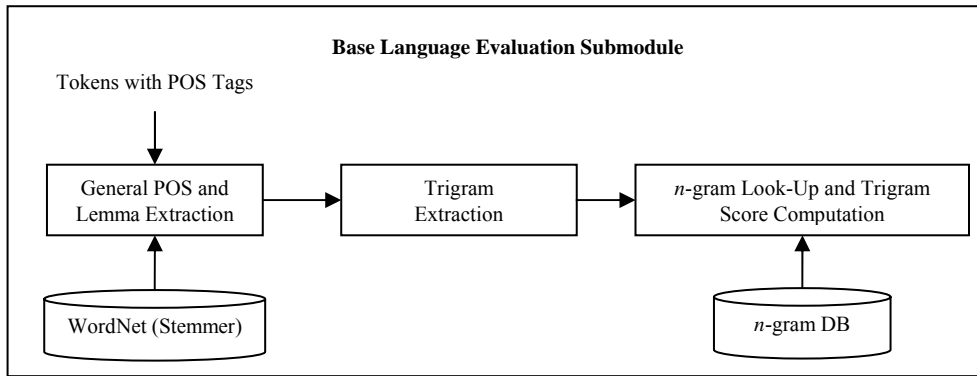 Base Language Evaluation Submodule
Tokens with POS Tags
General POS and
Lemma Extraction
Trigram
Extraction
n-gram Look-Up and Trigram
Score Computation
WordNet (Stemmer)
n-gram DB